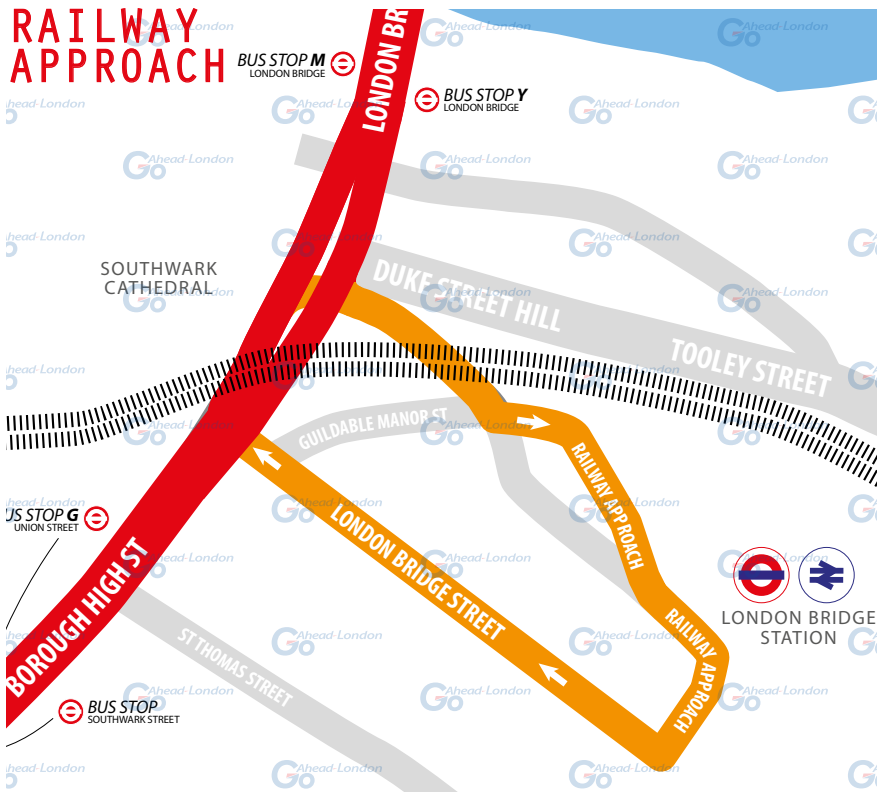 RAILWAY
APPROACH
BUS STOP M
LONDON BRIDGE
LONDON BR
BUS STOP Y
LONDON BRIDGE
SOUTHWARK
CATHEDRAL
DUKE STREET HILL
TOOLEY STREET
GUILDABLE MANOR ST
RAILWAY APPROACH
US STOP G
UNION STREET
LONDON BRIDGE STREET
BOROUGH HIGH ST
ST THOMAS STREET
RAILWAY APPROACH
LONDON BRIDGE
STATION
BUS STOP
SOUTHWARK STREET
Go Ahead-London